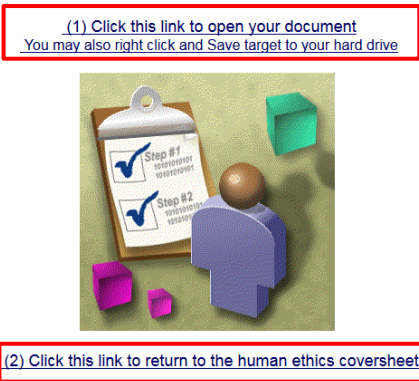 (1) Click this link to open your document
You may also right click and Save target to your hard drive
Step #1
10101010101
1010101010
Step #2
1010101010
101010101
(2) Click this link to return to the human ethics coversheet